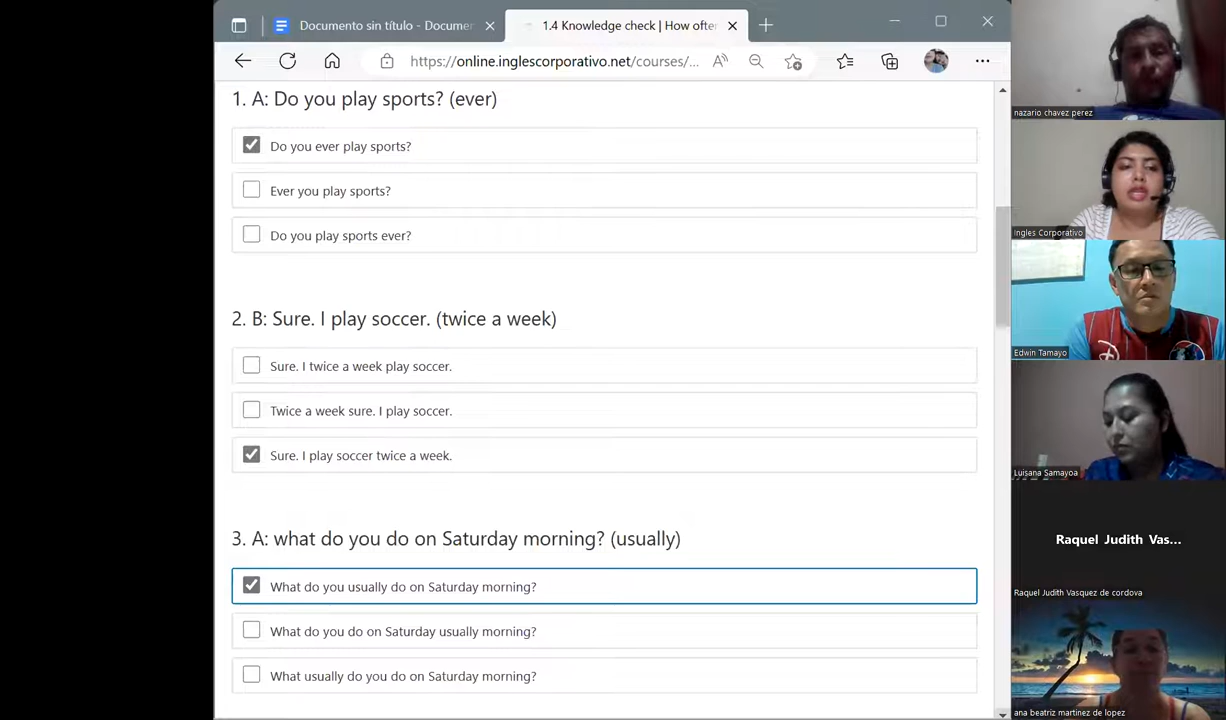 Documento sin título - Documen
1.4 Knowledge check | How ofte
https://online.inglescorporativo.net/courses/...
1. A: Do you play sports? (ever)
Do you ever play sports?
Ever you play sports?
Do you play sports ever?
2. B: Sure. I play soccer. (twice a week)
Sure. I twice a week play soccer.
Twice a week sure. I play soccer.
Sure. I play soccer twice a week.
3. A: what do you do on Saturday morning? (usually)
What do you usually do on Saturday morning?
What do you do on Saturday usually morning?
What usually do you do on Saturday morning?
nazario chavez perez
Ingles Corporativo
Edwin Tamayo
Luisana Samayoa
Raquel Judith Vas...
Raquel Judith Vasquez de cordova
ana beatriz martinez de lopez